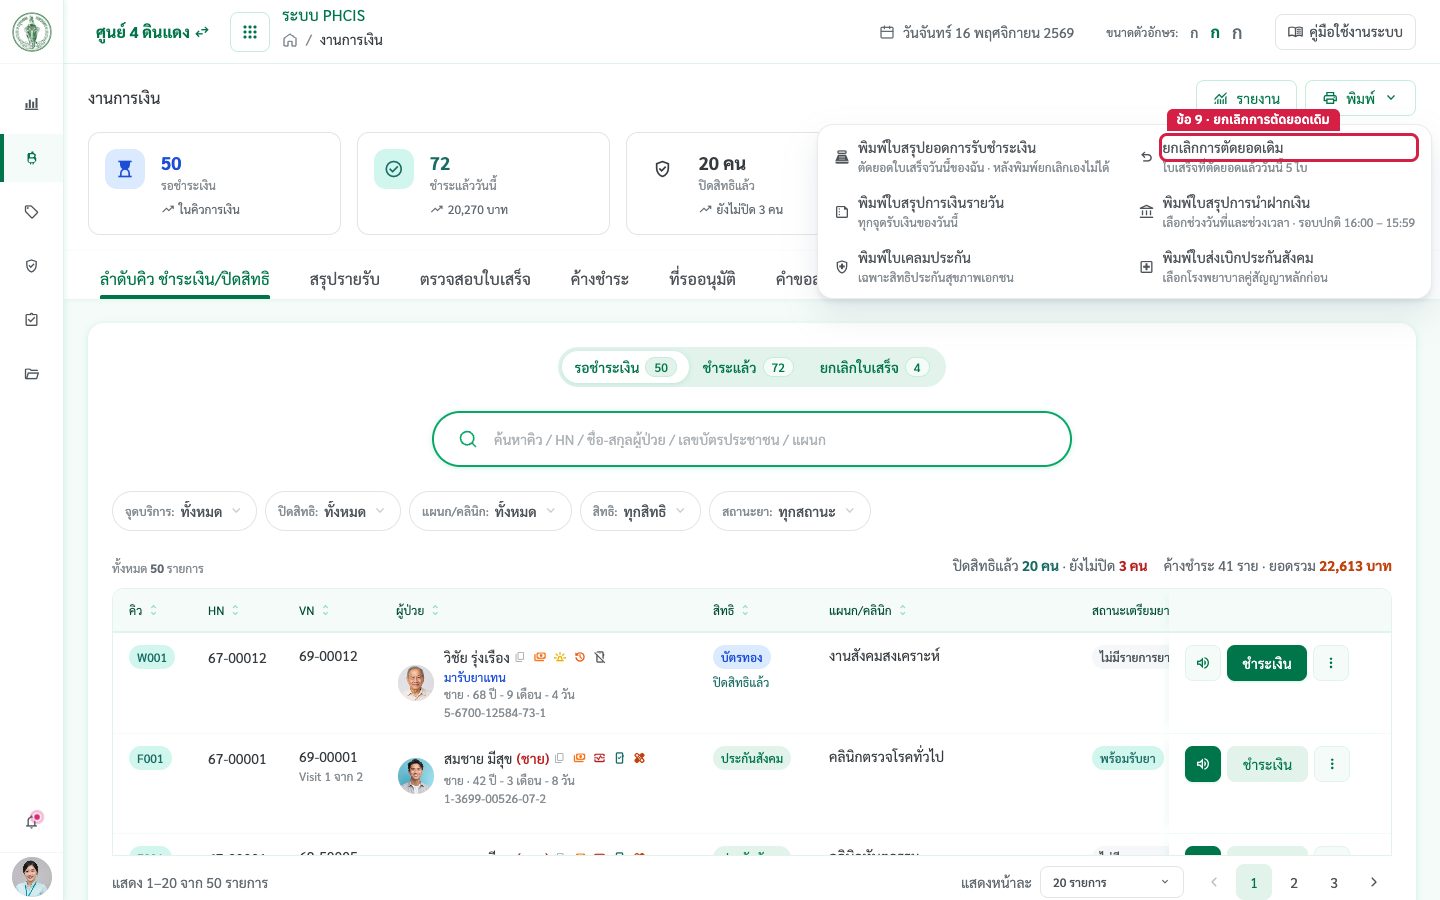 ศูนย์ 4 ดินแดง
ระบบ PHCIS
/ งานการเงิน
วันจันทร์ 16 พฤศจิกายน 2569
ขนาดตัวอักษร: ก ก ก
คู่มือใช้งานระบบ
งานการเงิน
รายงาน
พิมพ์
ข้อ 9 · ยกเลิกการตัดยอดเดิม
50
รอชำระเงิน
ในคิวการเงิน
72
ชำระแล้ววันนี้
20,270 บาท
20 คน
ปิดสิทธิแล้ว
ยังไม่ปิด 3 คน
พิมพ์ใบสรุปยอดการรับชำระเงิน
ตัดยอดใบเสร็จวันนี้ของฉัน · หลังพิมพ์ยกเลิกเองไม่ได้
ยกเลิกการตัดยอดเดิม
ใบเสร็จที่ตัดยอดแล้ววันนี้ 5 ใบ
พิมพ์ใบสรุปการเงินรายวัน
ทุกจุดรับเงินของวันนี้
พิมพ์ใบสรุปการนำฝากเงิน
เลือกช่วงวันที่และช่วงเวลา · รอบปกติ 16:00 – 15:59
พิมพ์ใบเคลมประกัน
เฉพาะสิทธิประกันสุขภาพเอกชน
พิมพ์ใบส่งเบิกประกันสังคม
เลือกโรงพยาบาลคู่สัญญาหลักก่อน
ลำดับคิว ชำระเงิน/ปิดสิทธิ
สรุปรายรับ
ตรวจสอบใบเสร็จ
ค้างชำระ
ที่รออนุมัติ
รอชำระเงิน 50
ชำระแล้ว 72
ยกเลิกใบเสร็จ 4
ค้นหาคิว / HN / ชื่อ-สกุลผู้ป่วย / เลขบัตรประชาชน / แผนก
จุดบริการ: ทั้งหมด
ปิดสิทธิ: ทั้งหมด
แผนก/คลินิก: ทั้งหมด
สิทธิ: ทุกสิทธิ
สถานะยา: ทุกสถานะ
ทั้งหมด 50 รายการ
ปิดสิทธิแล้ว 20 คน · ยังไม่ปิด 3 คน
ค้างชำระ 41 ราย · ยอดรวม 22,613 บาท
คิว
HN
VN
ผู้ป่วย
สิทธิ
แผนก/คลินิก
สถานะเตรียมยา
W001
67-00012
69-00012
วิชัย รุ่งเรือง
มารับยาแทน
ชาย · 68 ปี - 9 เดือน - 4 วัน
5-6700-12584-73-1
บัตรทอง
ปิดสิทธิแล้ว
งานสังคมสงเคราะห์
ไม่มีรายการยา
ชำระเงิน
F001
67-00001
69-00001
Visit 1 จาก 2
สมชาย มีสุข (ชาย)
ชาย · 42 ปี - 3 เดือน - 8 วัน
1-3699-00526-07-2
ประกันสังคม
คลินิกตรวจโรคทั่วไป
พร้อมรับยา
ชำระเงิน
แสดง 1–20 จาก 50 รายการ
แสดงหน้าละ
20 รายการ
1
2
3